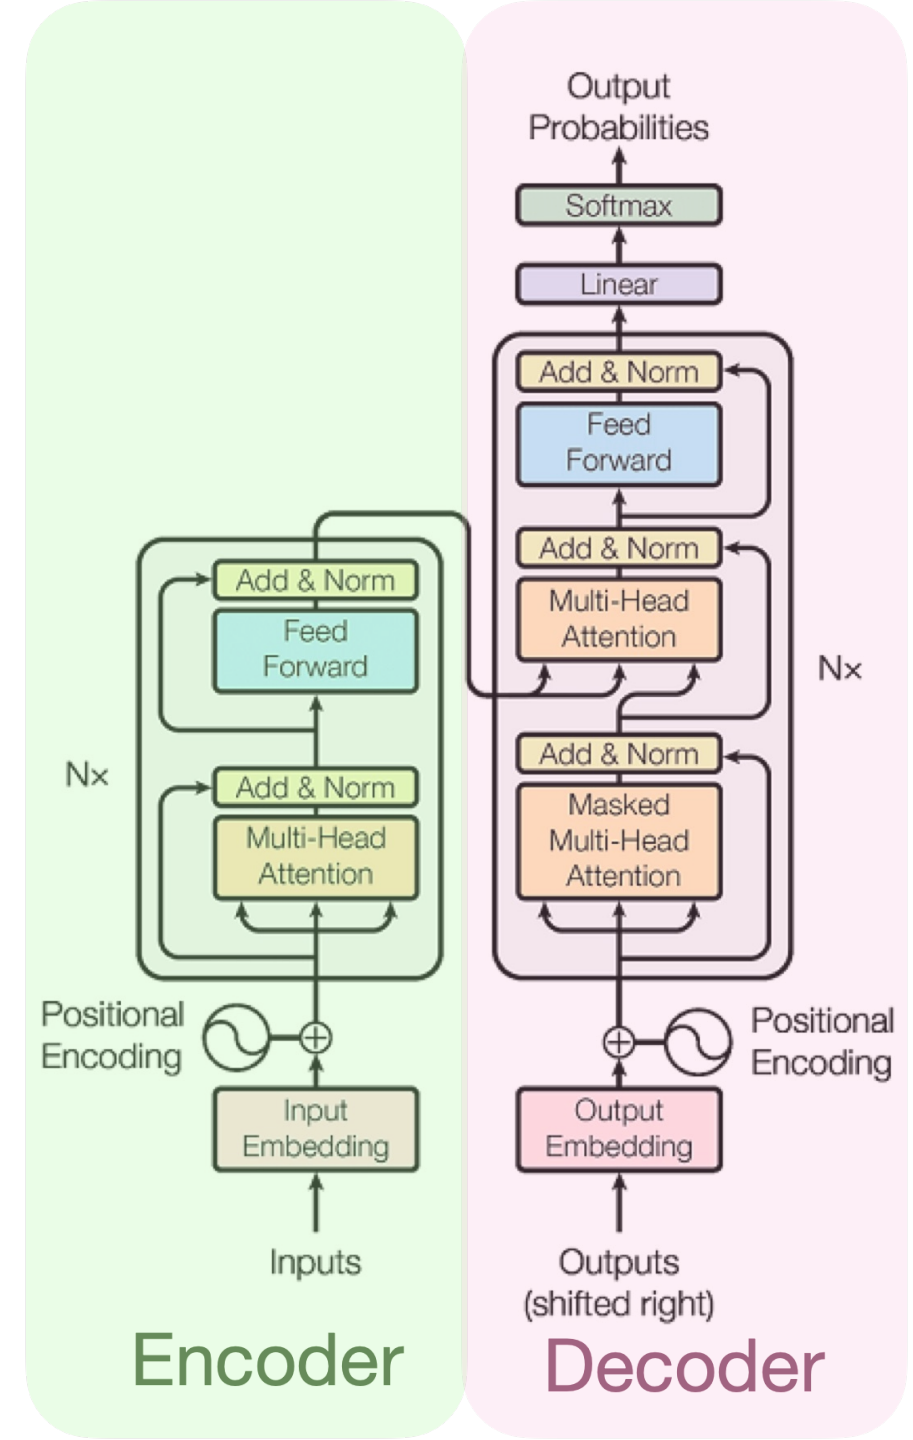 Output
Probabilities
Softmax
Linear
Add & Norm
Feed
Forward
Add & Norm
Multi-Head
Attention
Nx
Add & Norm
Masked
Multi-Head
Attention
Add & Norm
Feed
Forward
Nx
Add & Norm
Multi-Head
Attention
Positional
Encoding
Positional
Encoding
Input
Embedding
Output
Embedding
Inputs
Outputs
(shifted right)
Encoder
Decoder